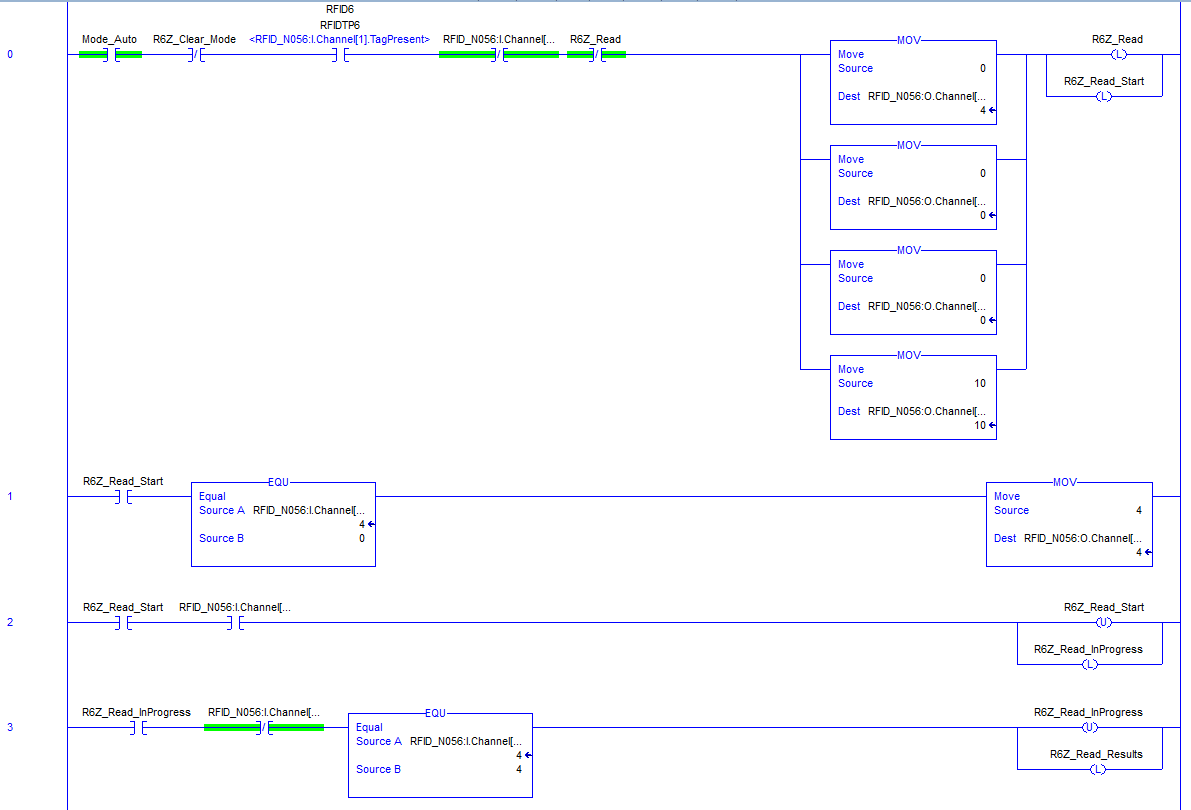 RFID6
RFIDTP6
Mode_Auto R6Z_Clear_Mode <RFID_N056:I.Channel[1].TagPresent> RFID_N056:I.Channel[... R6Z_Read
0
MOV
Move
Source 0
Dest RFID_N056:O.Channel[...
4
R6Z_Read
L
R6Z_Read_Start
L
MOV
Move
Source 0
Dest RFID_N056:O.Channel[...
0
MOV
Move
Source 0
Dest RFID_N056:O.Channel[...
0
MOV
Move
Source 10
Dest RFID_N056:O.Channel[...
10
1
R6Z_Read_Start
EQU
Equal
Source A RFID_N056:I.Channel[...
4
Source B 0
MOV
Move
Source 4
Dest RFID_N056:O.Channel[...
4
2
R6Z_Read_Start RFID_N056:I.Channel[...
R6Z_Read_Start
U
R6Z_Read_InProgress
L
3
R6Z_Read_InProgress RFID_N056:I.Channel[...
EQU
Equal
Source A RFID_N056:I.Channel[...
4
Source B 4
R6Z_Read_InProgress
U
R6Z_Read_Results
L